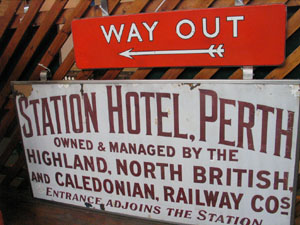 WAY OUT
STATION HOTEL, PERTH
OWNED & MANAGED BY THE
HIGHLAND, NORTH BRITISH,
AND CALEDONIAN, RAILWAY COS
ENTRANCE ADJOINS THE STATION